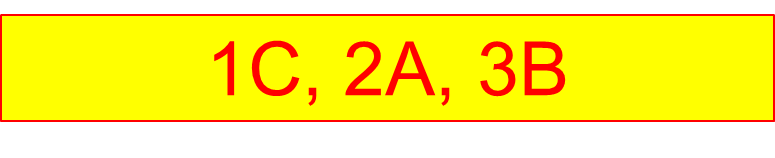 1C, 2A, 3B